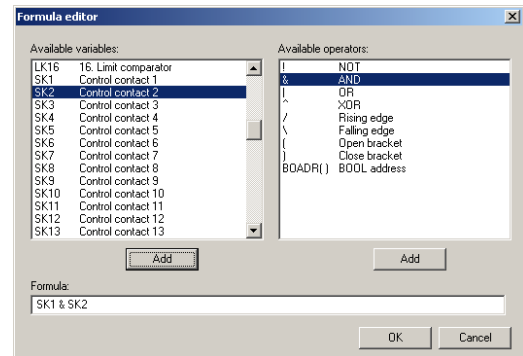 Formula editor
Available variables:
LK16 16. Limit comparator
SK1 Control contact 1
SK2 Control contact 2
SK3 Control contact 3
SK4 Control contact 4
SK5 Control contact 5
SK6 Control contact 6
SK7 Control contact 7
SK8 Control contact 8
SK9 Control contact 9
SK10 Control contact 10
SK11 Control contact 11
SK12 Control contact 12
SK13 Control contact 13
Add
Available operators:
! NOT
& AND
| OR
^ XOR
/ Rising edge
\ Falling edge
( Open bracket
) Close bracket
BOADR( ) BOOL address
Add
Formula:
SK1 & SK2
OK Cancel